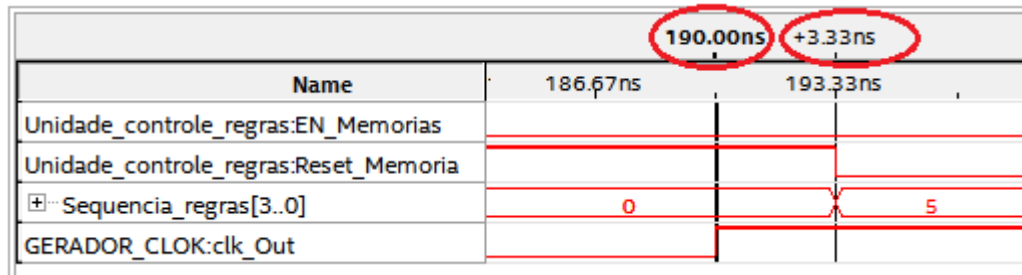 190.00ns +3.33ns
Name 186.67ns 193.33ns
Unidade_controle_regras:EN_Memorias
Unidade_controle_regras:Reset_Memoria
Sequencia_regras[3..0] 0 5
GERADOR_CLOK:clk_Out